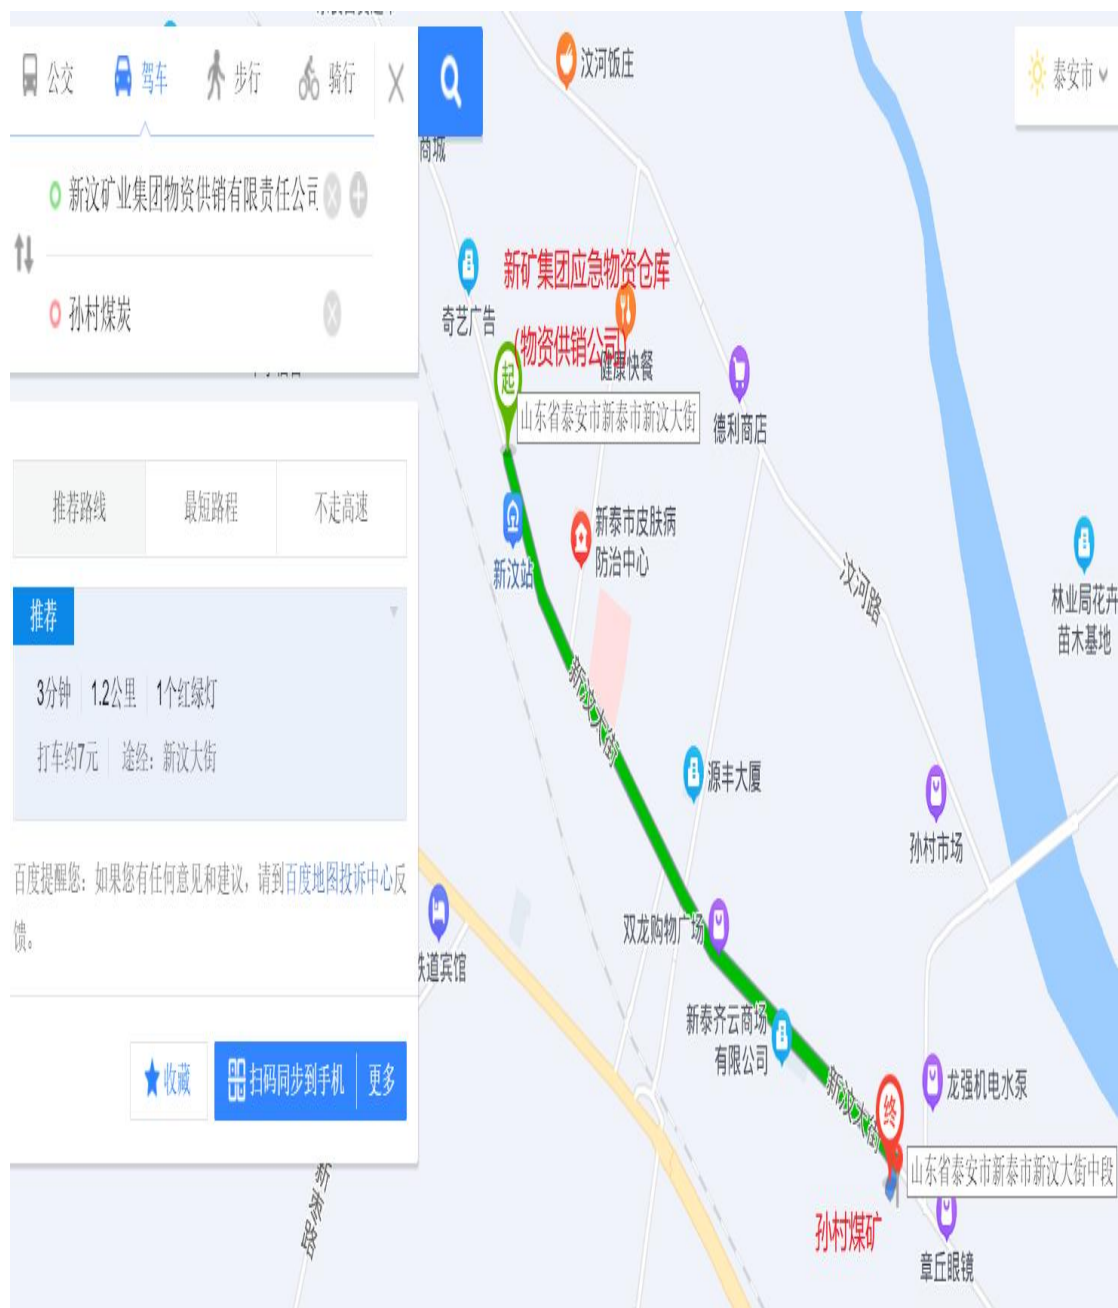 公交
驾车
步行
骑行
新汶矿业集团物资供销有限责任公司
孙村煤炭
推荐路线
最短路程
不走高速
推荐
3分钟 1.2公里 1个红绿灯
打车约7元 途经：新汶大街
百度提醒您：如果您有任何意见和建议，请到百度地图投诉中心反
馈。
收藏
扫码同步到手机
更多
汶河饭庄
泰安市
商城
新矿集团应急物资仓库
(物资供销公司)
奇艺广告
健康快餐
起
山东省泰安市新泰市新汶大街
德利商店
新汶站
新泰市皮肤病
防治中心
汶河路
林业局花卉
苗木基地
新汶大街
源丰大厦
孙村市场
双龙购物广场
铁道宾馆
新泰齐云商场
有限公司
新汶大街
龙强机电水泵
终
山东省泰安市新泰市新汶大街中段
孙村煤矿
章丘眼镜
新泰路